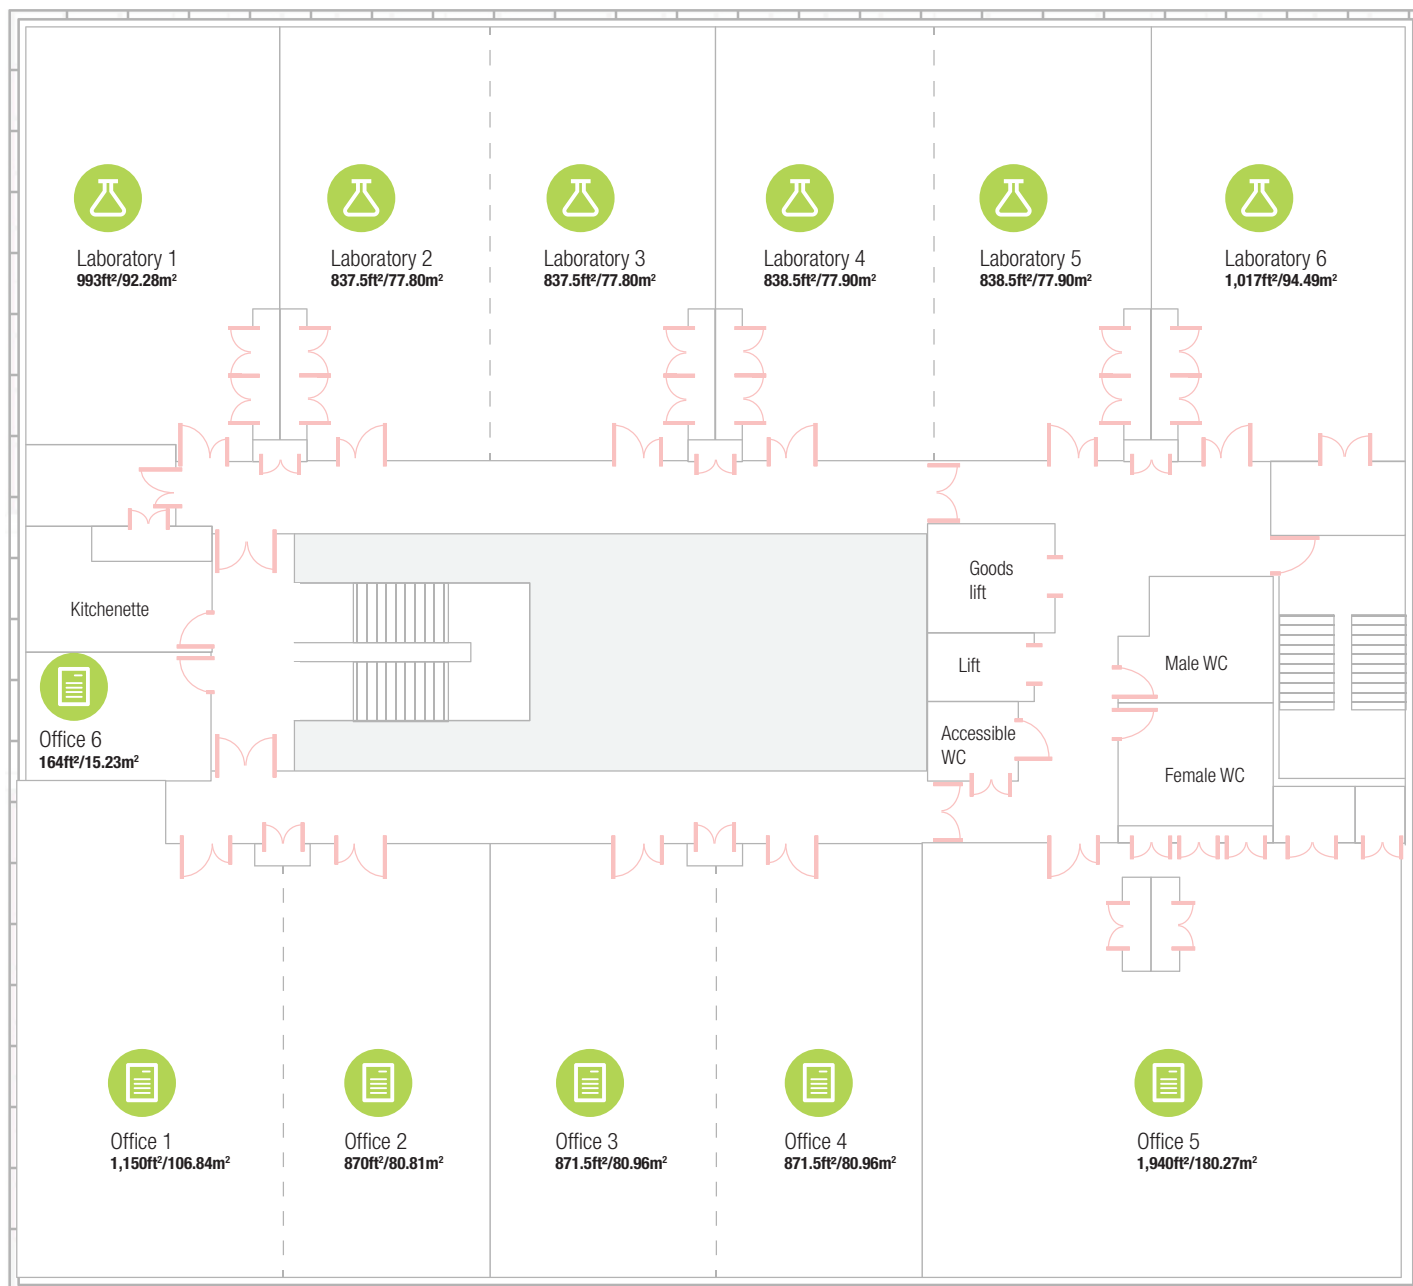 Laboratory 1
993ft²/92.28m²
Laboratory 2
837.5ft²/77.80m²
Laboratory 3
837.5ft²/77.80m²
Laboratory 4
838.5ft²/77.90m²
Laboratory 5
838.5ft²/77.90m²
Laboratory 6
1,017ft²/94.49m²
Goods
lift
Kitchenette
Lift
Male WC
Office 6
164ft²/15.23m²
Accessible
WC
Female WC
Office 1
1,150ft²/106.84m²
Office 2
870ft²/80.81m²
Office 3
871.5ft²/80.96m²
Office 4
871.5ft²/80.96m²
Office 5
1,940ft²/180.27m²